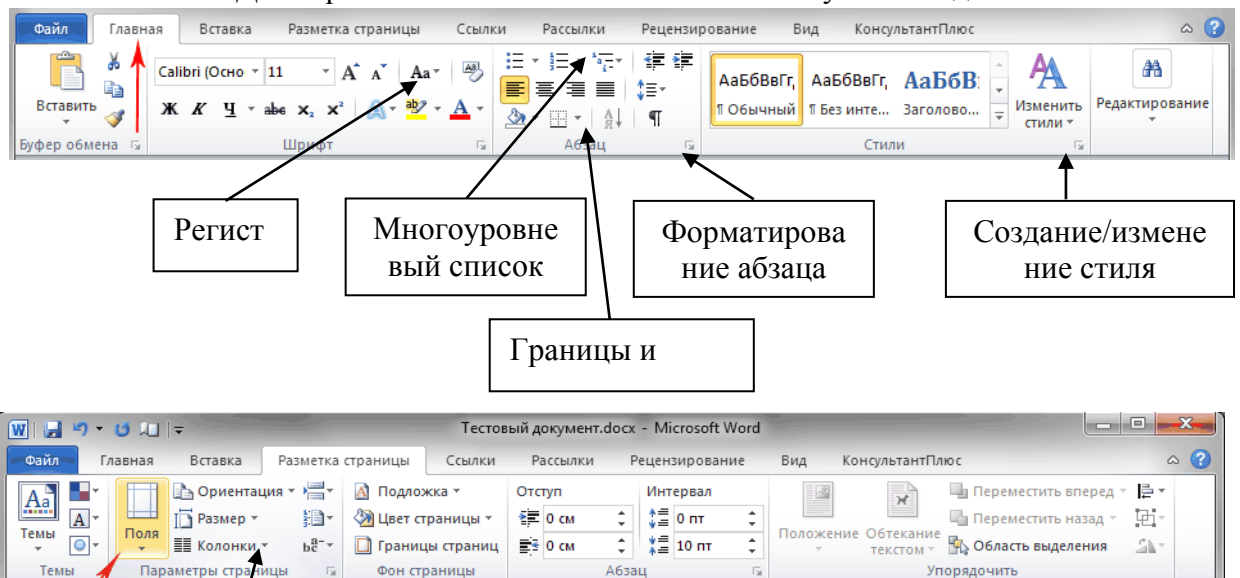 Файл Главная Вставка Разметка страницы Ссылки Рассылки Рецензирование Вид КонсультантПлюс
Calibri (Осно 11 Аа
Вставить
Ж К Ч abc x₂ x² А
АаБбВвГг, АаБбВвГг, АаБбВ
¶ Обычный ¶ Без инте... Заголово...
Изменить стили
Редактирование
Буфер обмена Шрифт Абзац Стили
Регист
Многоуровне
вый список
Форматирова
ние абзаца
Создание/измене
ние стиля
Границы и
Тестовый документ.docx - Microsoft Word
Файл Главная Вставка Разметка страницы Ссылки Рассылки Рецензирование Вид КонсультантПлюс
Темы
Поля
Ориентация
Размер
Колонки
Подложка
Цвет страницы
Границы страниц
Отступ
0 см
0 см
Интервал
0 пт
10 пт
Положение
Обтекание
текстом
Переместить вперед
Переместить назад
Область выделения
Темы Параметры страницы Фон страницы Абзац Упорядочить